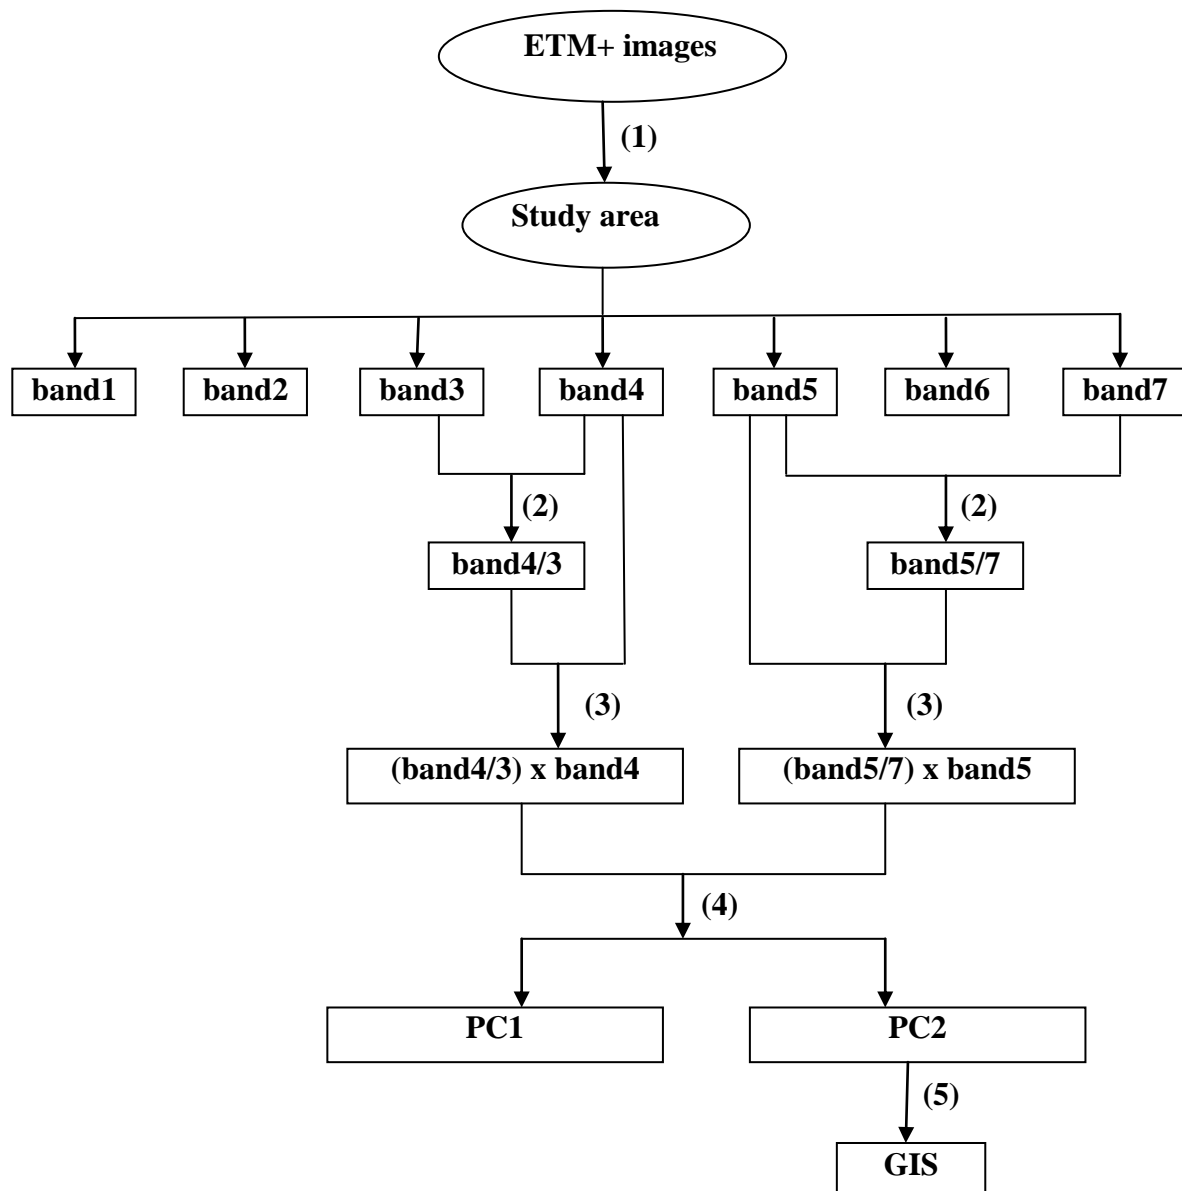 ETM+ images
(1)
Study area
band1
band2
band3
band4
band5
band6
band7
(2)
(2)
band4/3
band5/7
(3)
(3)
(band4/3) x band4
(band5/7) x band5
(4)
PC1
PC2
(5)
GIS